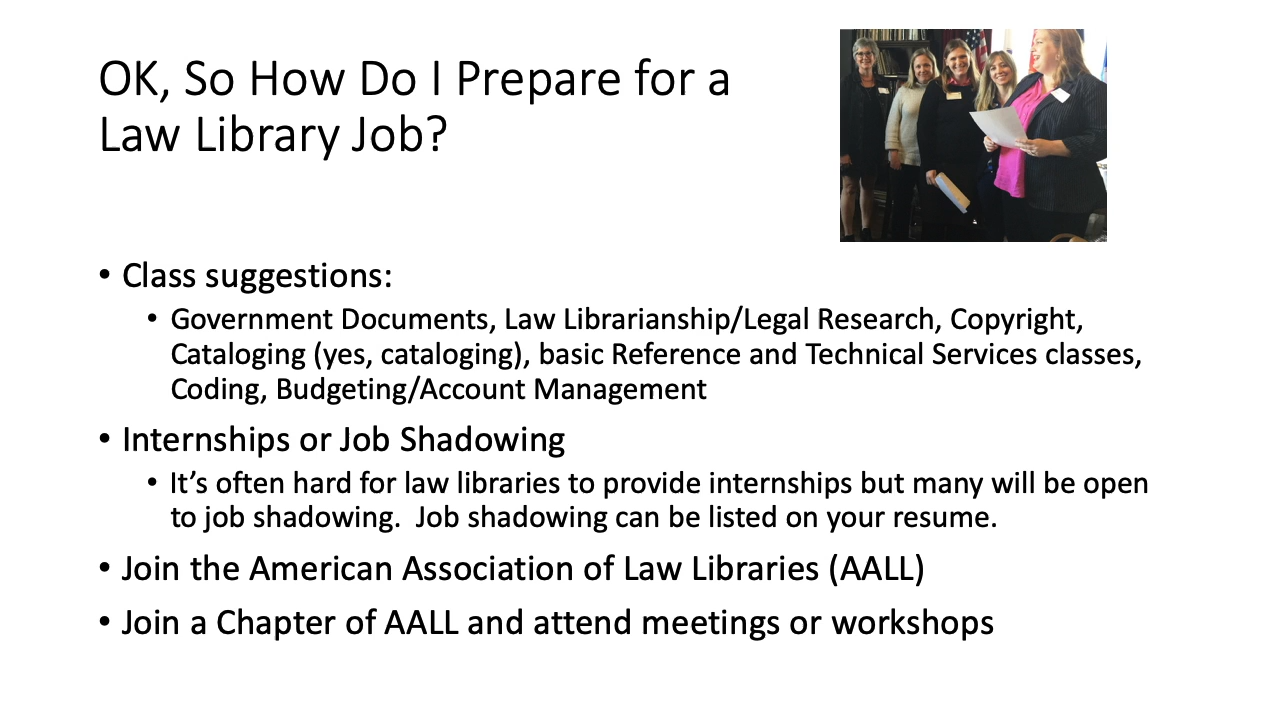 OK, So How Do I Prepare for a
Law Library Job?
• Class suggestions:
• Government Documents, Law Librarianship/Legal Research, Copyright,
Cataloging (yes, cataloging), basic Reference and Technical Services classes,
Coding, Budgeting/Account Management
• Internships or Job Shadowing
• It’s often hard for law libraries to provide internships but many will be open
to job shadowing.  Job shadowing can be listed on your resume.
• Join the American Association of Law Libraries (AALL)
• Join a Chapter of AALL and attend meetings or workshops